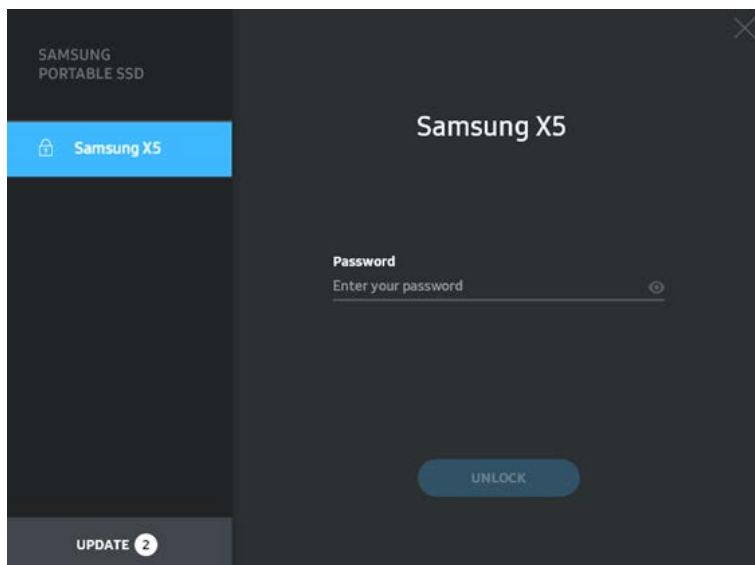 SAMSUNG
PORTABLE SSD
Samsung X5
Samsung X5
Password
Enter your password
UNLOCK
UPDATE 2